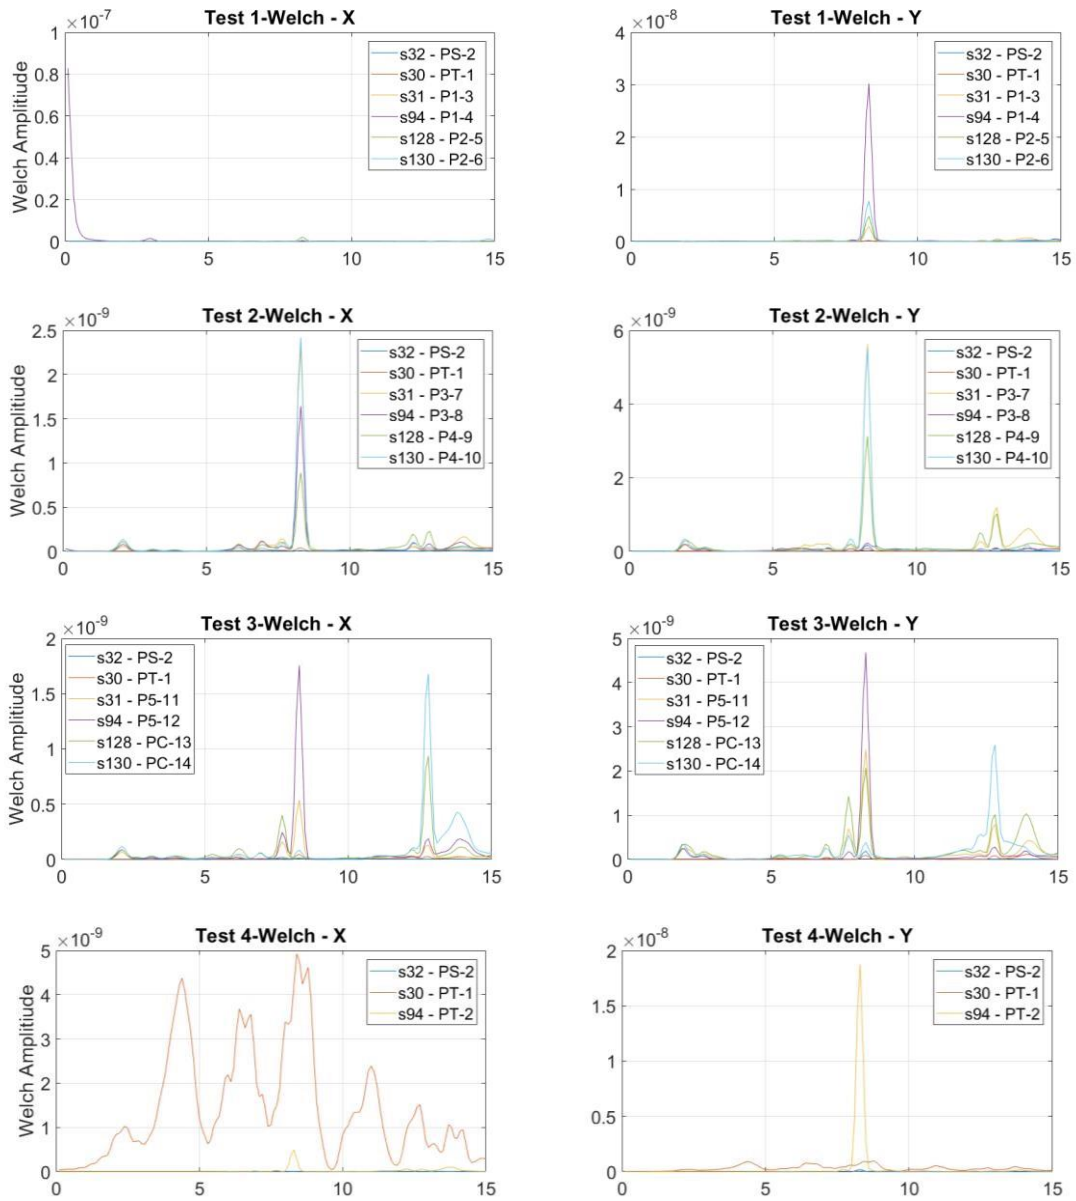 Test 1-Welch - X
×10^-7
Welch Amplitiude
1
0.8
0.6
0.4
0.2
0
s32 - PS-2
s30 - PT-1
s31 - P1-3
s94 - P1-4
s128 - P2-5
s130 - P2-6
0 5 10 15
Test 1-Welch - Y
×10^-8
4
3
2
1
0
s32 - PS-2
s30 - PT-1
s31 - P1-3
s94 - P1-4
s128 - P2-5
s130 - P2-6
0 5 10 15
Test 2-Welch - X
×10^-9
Welch Amplitiude
2.5
2
1.5
1
0.5
0
s32 - PS-2
s30 - PT-1
s31 - P3-7
s94 - P3-8
s128 - P4-9
s130 - P4-10
0 5 10 15
Test 2-Welch - Y
×10^-9
6
4
2
0
s32 - PS-2
s30 - PT-1
s31 - P3-7
s94 - P3-8
s128 - P4-9
s130 - P4-10
0 5 10 15
Test 3-Welch - X
×10^-9
Welch Amplitiude
2
1.5
1
0.5
0
s32 - PS-2
s30 - PT-1
s31 - P5-11
s94 - P5-12
s128 - PC-13
s130 - PC-14
0 5 10 15
Test 3-Welch - Y
×10^-9
5
4
3
2
1
0
s32 - PS-2
s30 - PT-1
s31 - P5-11
s94 - P5-12
s128 - PC-13
s130 - PC-14
0 5 10 15
Test 4-Welch - X
×10^-9
Welch Amplitiude
5
4
3
2
1
0
s32 - PS-2
s30 - PT-1
s94 - PT-2
0 5 10 15
Test 4-Welch - Y
×10^-8
2
1.5
1
0.5
0
s32 - PS-2
s30 - PT-1
s94 - PT-2
0 5 10 15